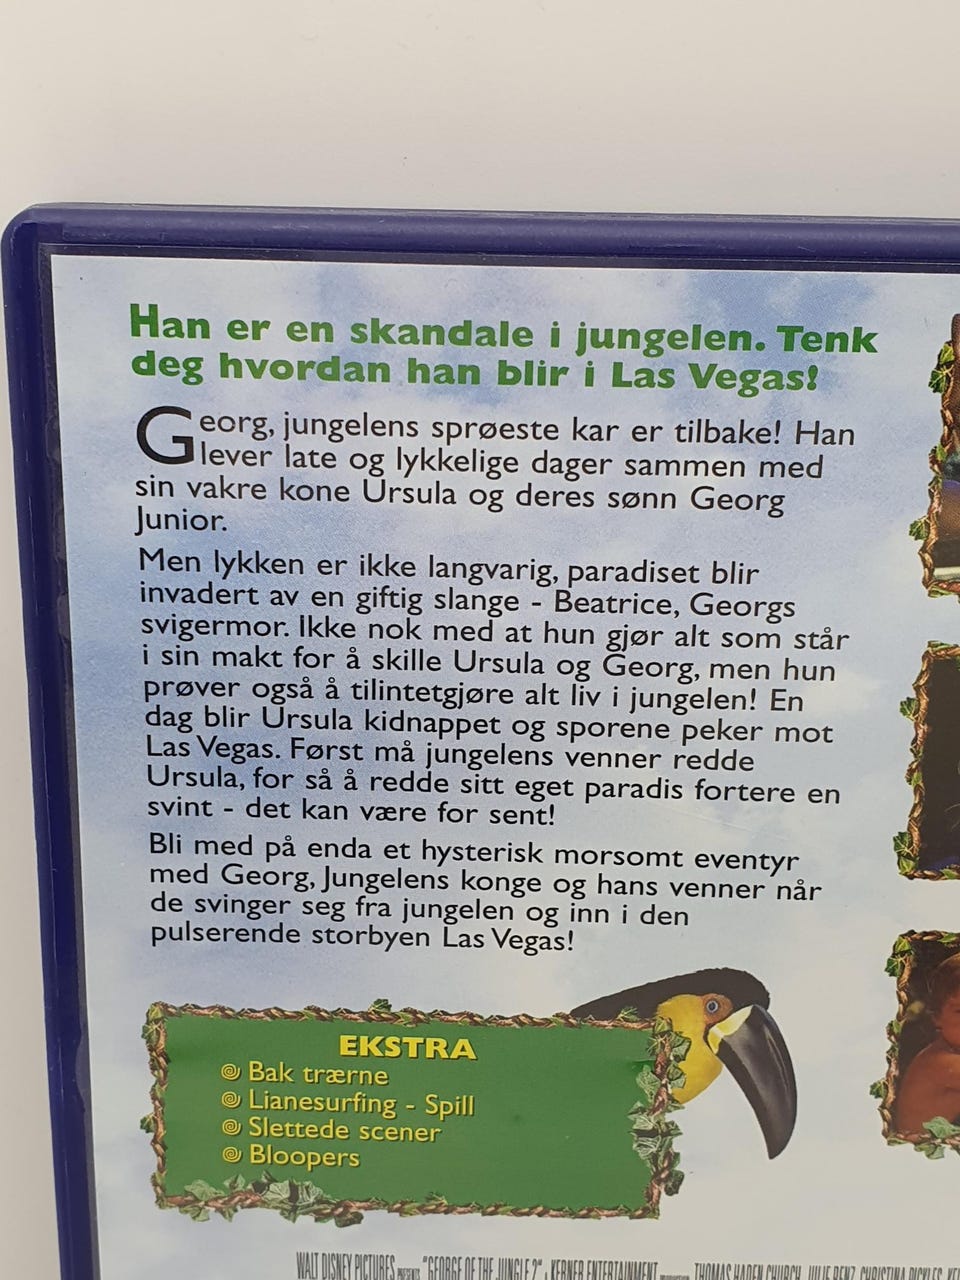 Han er en skandale i jungelen. Tenk
deg hvordan han blir i Las Vegas!
Georg, jungelens sprøeste kar er tilbake! Han
lever late og lykkelige dager sammen med
sin vakre kone Ursula og deres sønn Georg
Junior.
Men lykken er ikke langvarig, paradiset blir
invadert av en giftig slange - Beatrice, Georgs
svigermor. Ikke nok med at hun gjør alt som står
i sin makt for å skille Ursula og Georg, men hun
prøver også å tilintetgjøre alt liv i jungelen! En
dag blir Ursula kidnappet og sporene peker mot
Las Vegas. Først må jungelens venner redde
Ursula, for så å redde sitt eget paradis fortere en
svint - det kan være for sent!
Bli med på enda et hysterisk morsomt eventyr
med Georg, Jungelens konge og hans venner når
de svinger seg fra jungelen og inn i den
pulserende storbyen Las Vegas!
EKSTRA
Bak trærne
Lianesurfing - Spill
Slettede scener
Bloopers
WALT DISNEY PICTURES PRESENTS "GEORGE OF THE JUNGLE 2" KERNER ENTERTAINMENT THOMAS HADEN CHURCH JULIE BENZ CHRISTINA PICKLES